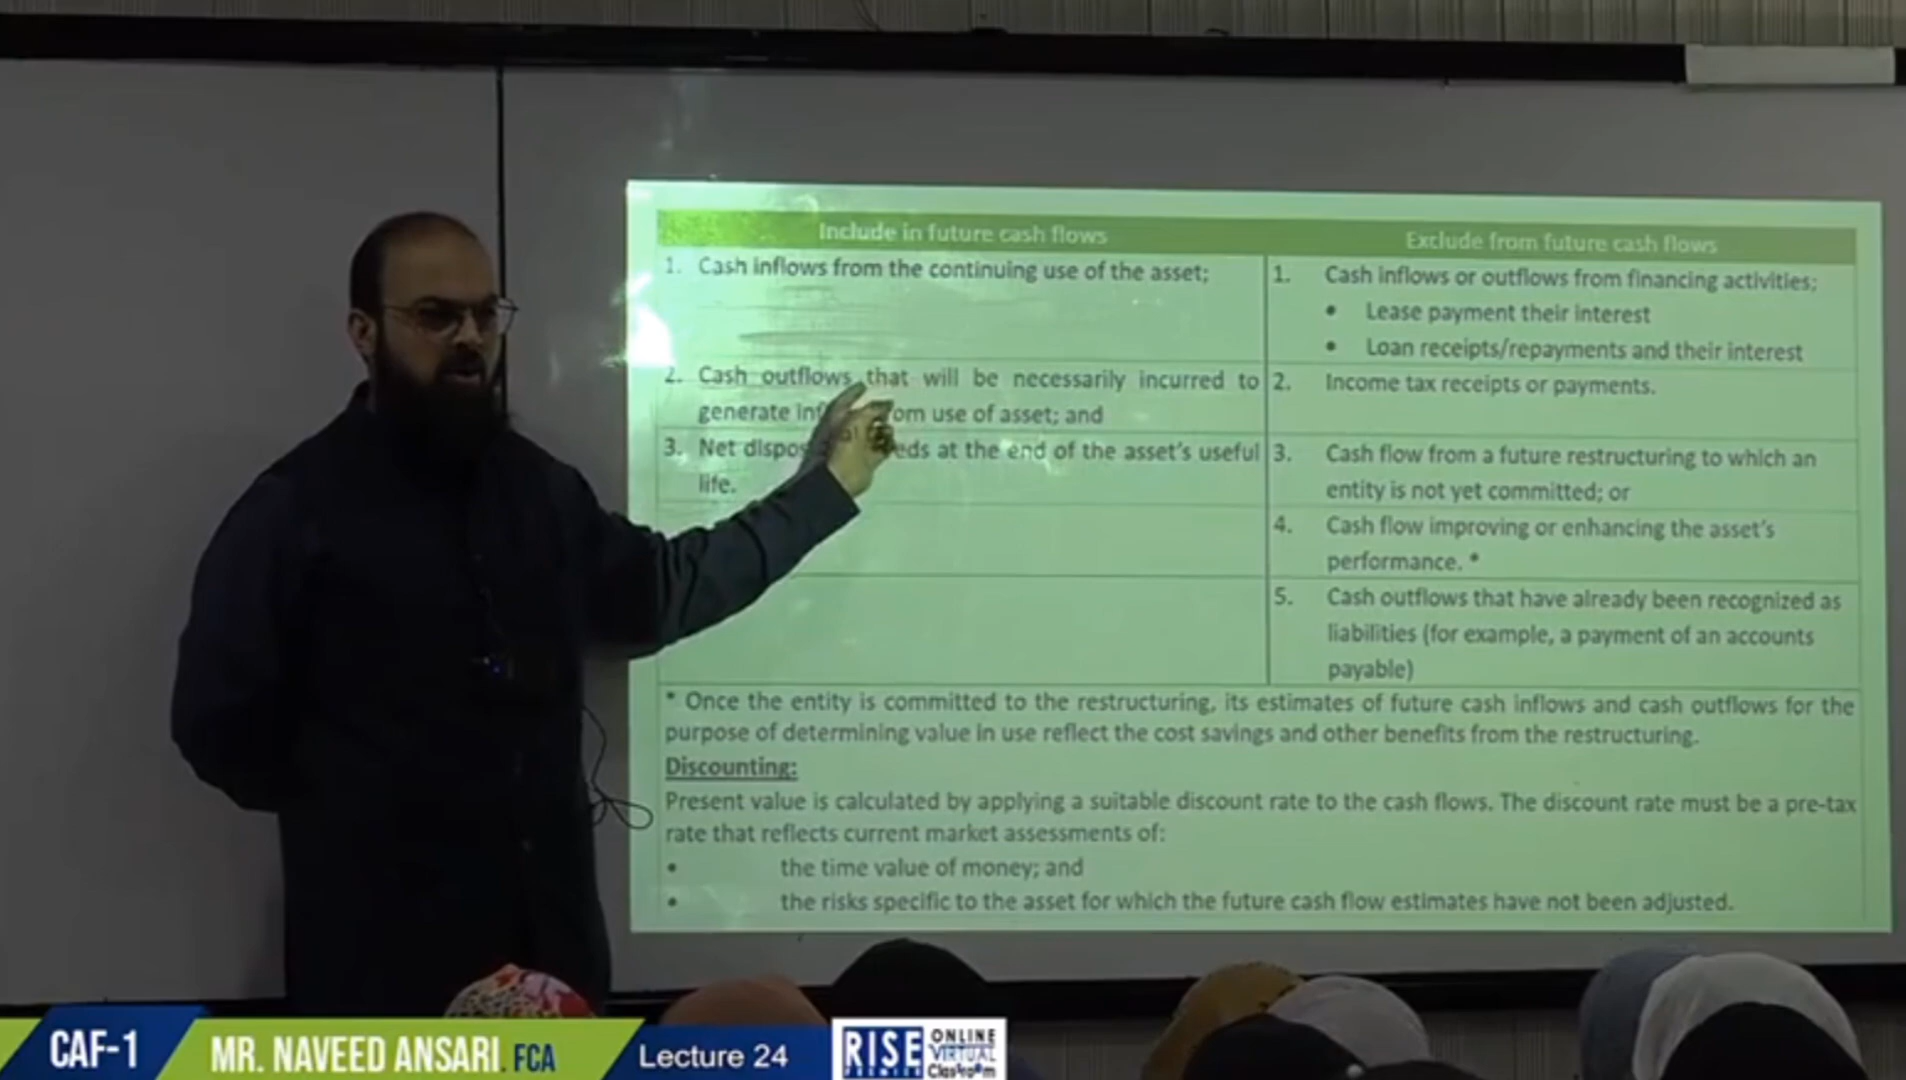 Include in future cash flows
Exclude from future cash flows
1. Cash inflows from the continuing use of the asset;
1. Cash inflows or outflows from financing activities;
• Lease payment their interest
• Loan receipts/repayments and their interest
2. Cash outflows that will be necessarily incurred to
generate use of asset; and
2. Income tax receipts or payments.
3. Net at the end of the asset's useful
life.
3. Cash flow from a future restructuring to which an
entity is not yet committed; or
4. Cash flow improving or enhancing the asset's
performance. *
5. Cash outflows that have already been recognized as
liabilities (for example, a payment of an accounts
payable)
* Once the entity is committed to the restructuring, its estimates of future cash inflows and cash outflows for the
purpose of determining value in use reflect the cost savings and other benefits from the restructuring.
Discounting:
Present value is calculated by applying a suitable discount rate to the cash flows. The discount rate must be a pre-tax
rate that reflects current market assessments of:
• the time value of money; and
• the risks specific to the asset for which the future cash flow estimates have not been adjusted.
CAF-1
MR. NAVEED ANSARI. FCA
Lecture 24
RISE
ONLINE
VIRTUAL
Classroom